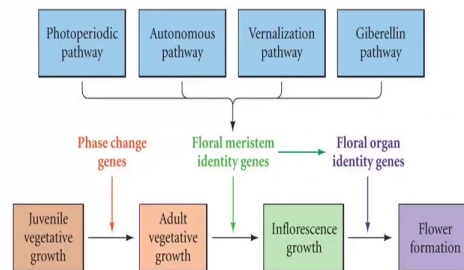 Photoperiodic
pathway
Autonomous
pathway
Vernalization
pathway
Giberellin
pathway
Phase change
genes
Floral meristem
identity genes
Floral organ
identity genes
Juvenile
vegetative
growth
Adult
vegetative
growth
Inflorescence
growth
Flower
formation